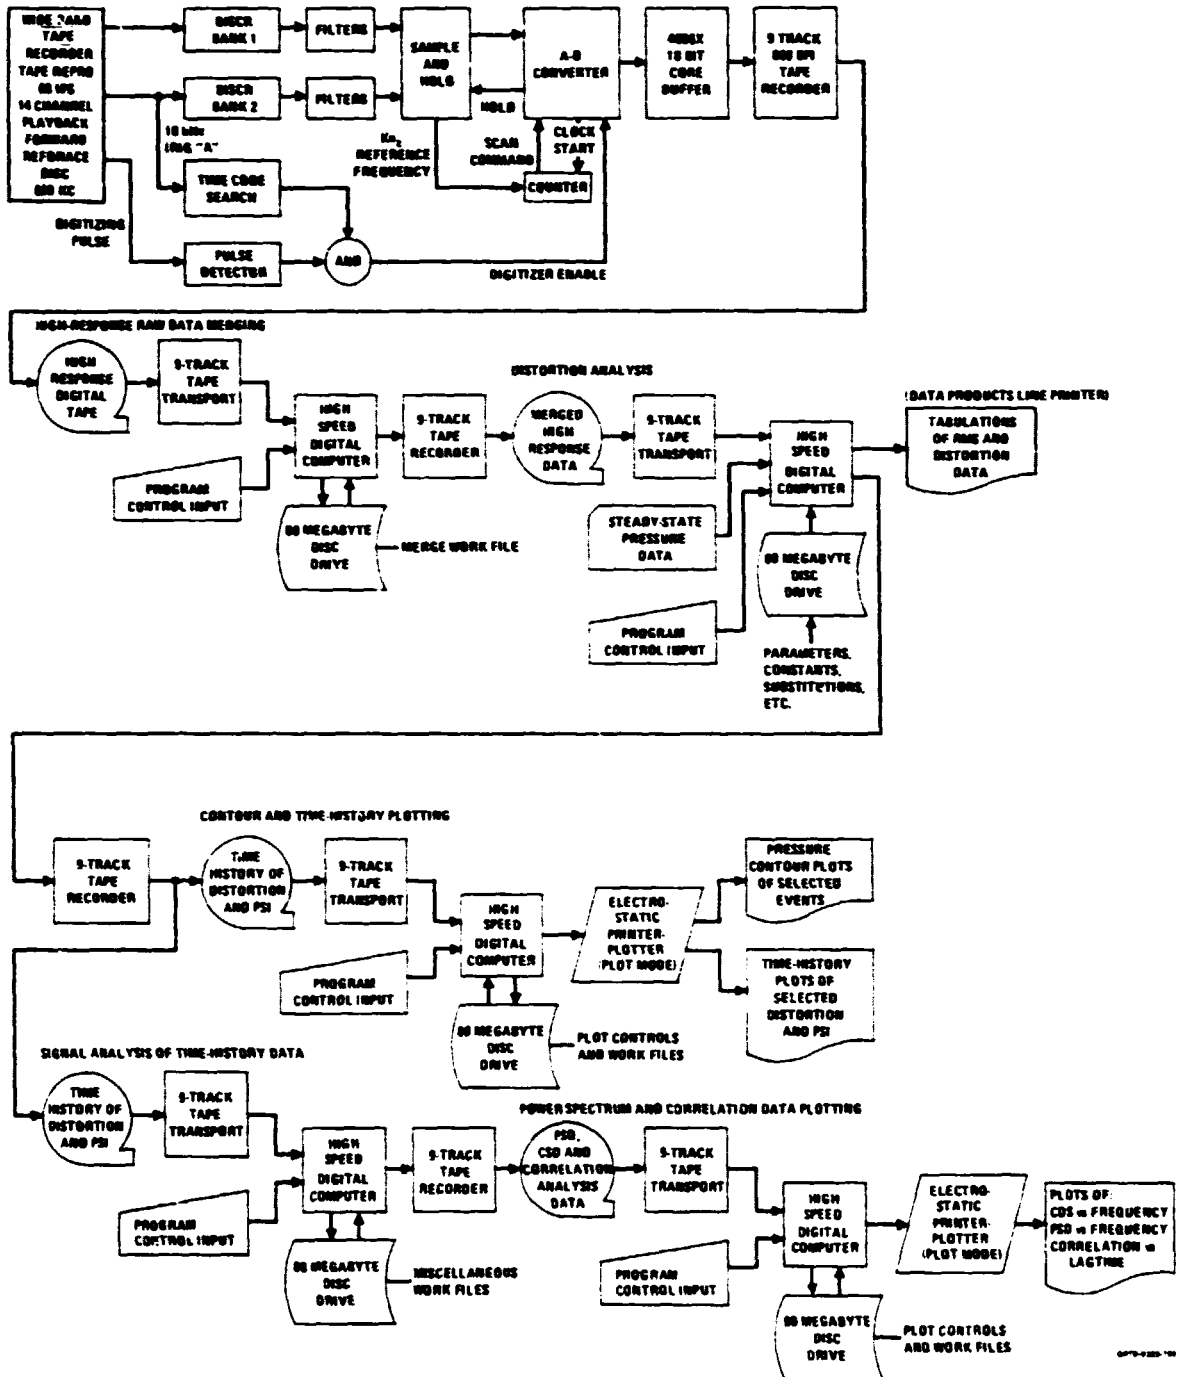 TAPE
RECORDER
TAPE REPRO
14 CHANNEL
PLAYBACK
FORWARD
DISC
DISCR
BANK 1
FILTERS
SAMPLE
AND
HOLD
A-D
CONVERTER
BIT
CORE
BUFFER
9 TRACK
TAPE
RECORDER
DISCR
BANK 2
FILTERS
HOLD
IRIG "A"
REFERENCE
FREQUENCY
SCAN
COMMAND
CLOCK
START
COUNTER
TIME CODE
SEARCH
DIGITIZING
PULSE
PULSE
DETECTOR
AND
DIGITIZER ENABLE
HIGH-RESPONSE RAW DATA MERGING
HIGH
RESPONSE
DIGITAL
TAPE
9-TRACK
TAPE
TRANSPORT
HIGH
SPEED
DIGITAL
COMPUTER
9-TRACK
TAPE
RECORDER
PROGRAM
CONTROL INPUT
MEGABYTE
DISC
DRIVE
MERGE WORK FILE
DISTORTION ANALYSIS
MERGED
HIGH
RESPONSE
DATA
9-TRACK
TAPE
TRANSPORT
HIGH
SPEED
DIGITAL
COMPUTER
(DATA PRODUCTS LINE PRINTER)
TABULATIONS
OF RMS AND
DISTORTION
DATA
STEADY-STATE
PRESSURE
DATA
MEGABYTE
DISC
DRIVE
PROGRAM
CONTROL INPUT
PARAMETERS,
CONSTANTS,
SUBSTITUTIONS,
ETC.
CONTOUR AND TIME-HISTORY PLOTTING
9-TRACK
TAPE
RECORDER
TIME
HISTORY OF
DISTORTION
AND PSI
9-TRACK
TAPE
TRANSPORT
HIGH
SPEED
DIGITAL
COMPUTER
ELECTRO-
STATIC
PRINTER-
PLOTTER
(PLOT MODE)
PRESSURE
CONTOUR PLOTS
OF SELECTED
EVENTS
PROGRAM
CONTROL INPUT
TIME-HISTORY
PLOTS OF
SELECTED
DISTORTION
AND PSI
MEGABYTE
DISC
DRIVE
PLOT CONTROLS
AND WORK FILES
SIGNAL ANALYSIS OF TIME-HISTORY DATA
TIME
HISTORY OF
DISTORTION
AND PSI
9-TRACK
TAPE
TRANSPORT
HIGH
SPEED
DIGITAL
COMPUTER
9-TRACK
TAPE
RECORDER
PROGRAM
CONTROL INPUT
MEGABYTE
DISC
DRIVE
MISCELLANEOUS
WORK FILES
POWER SPECTRUM AND CORRELATION DATA PLOTTING
PSD,
CSD AND
CORRELATION
ANALYSIS
DATA
9-TRACK
TAPE
TRANSPORT
HIGH
SPEED
DIGITAL
COMPUTER
ELECTRO-
STATIC
PRINTER-
PLOTTER
(PLOT MODE)
PLOTS OF:
CDS vs FREQUENCY
PSD vs FREQUENCY
CORRELATION vs
LAGTIME
PROGRAM
CONTROL INPUT
MEGABYTE
DISC
DRIVE
PLOT CONTROLS
AND WORK FILES